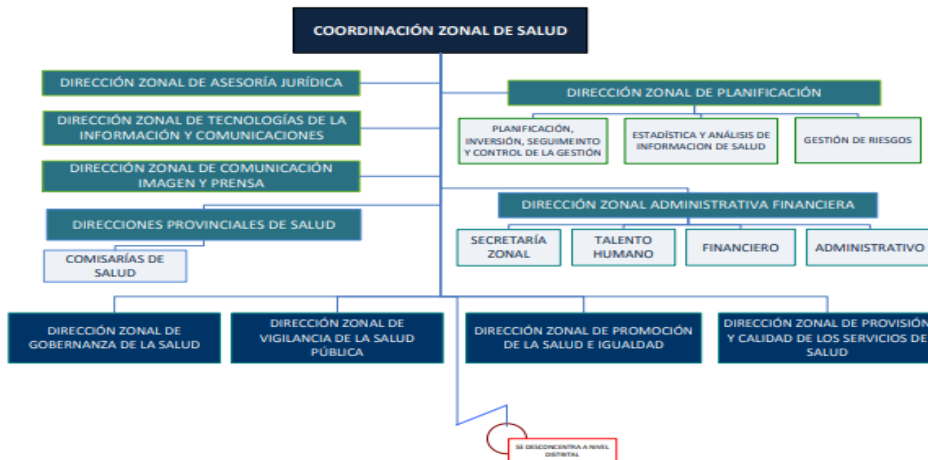 COORDINACIÓN ZONAL DE SALUD
DIRECCIÓN ZONAL DE ASESORÍA JURÍDICA
DIRECCIÓN ZONAL DE TECNOLOGÍAS DE LA
INFORMACIÓN Y COMUNICACIONES
DIRECCIÓN ZONAL DE COMUNICACIÓN
IMAGEN Y PRENSA
DIRECCIONES PROVINCIALES DE SALUD
COMISARÍAS DE
SALUD
DIRECCIÓN ZONAL DE PLANIFICACIÓN
PLANIFICACIÓN,
INVERSIÓN, SEGUIMEINTO
Y CONTROL DE LA GESTIÓN
ESTADÍSTICA Y ANÁLISIS DE
INFORMACION DE SALUD
GESTIÓN DE RIESGOS
DIRECCIÓN ZONAL ADMINISTRATIVA FINANCIERA
SECRETARÍA
ZONAL
TALENTO
HUMANO
FINANCIERO
ADMINISTRATIVO
DIRECCIÓN ZONAL DE
GOBERNANZA DE LA SALUD
DIRECCIÓN ZONAL DE
VIGILANCIA DE LA SALUD
PÚBLICA
DIRECCIÓN ZONAL DE PROMOCIÓN
DE LA SALUD E IGUALDAD
DIRECCIÓN ZONAL DE PROVISIÓN
Y CALIDAD DE LOS SERVICIOS DE
SALUD
SE DESCONCENTRA A NIVEL
DISTRITAL